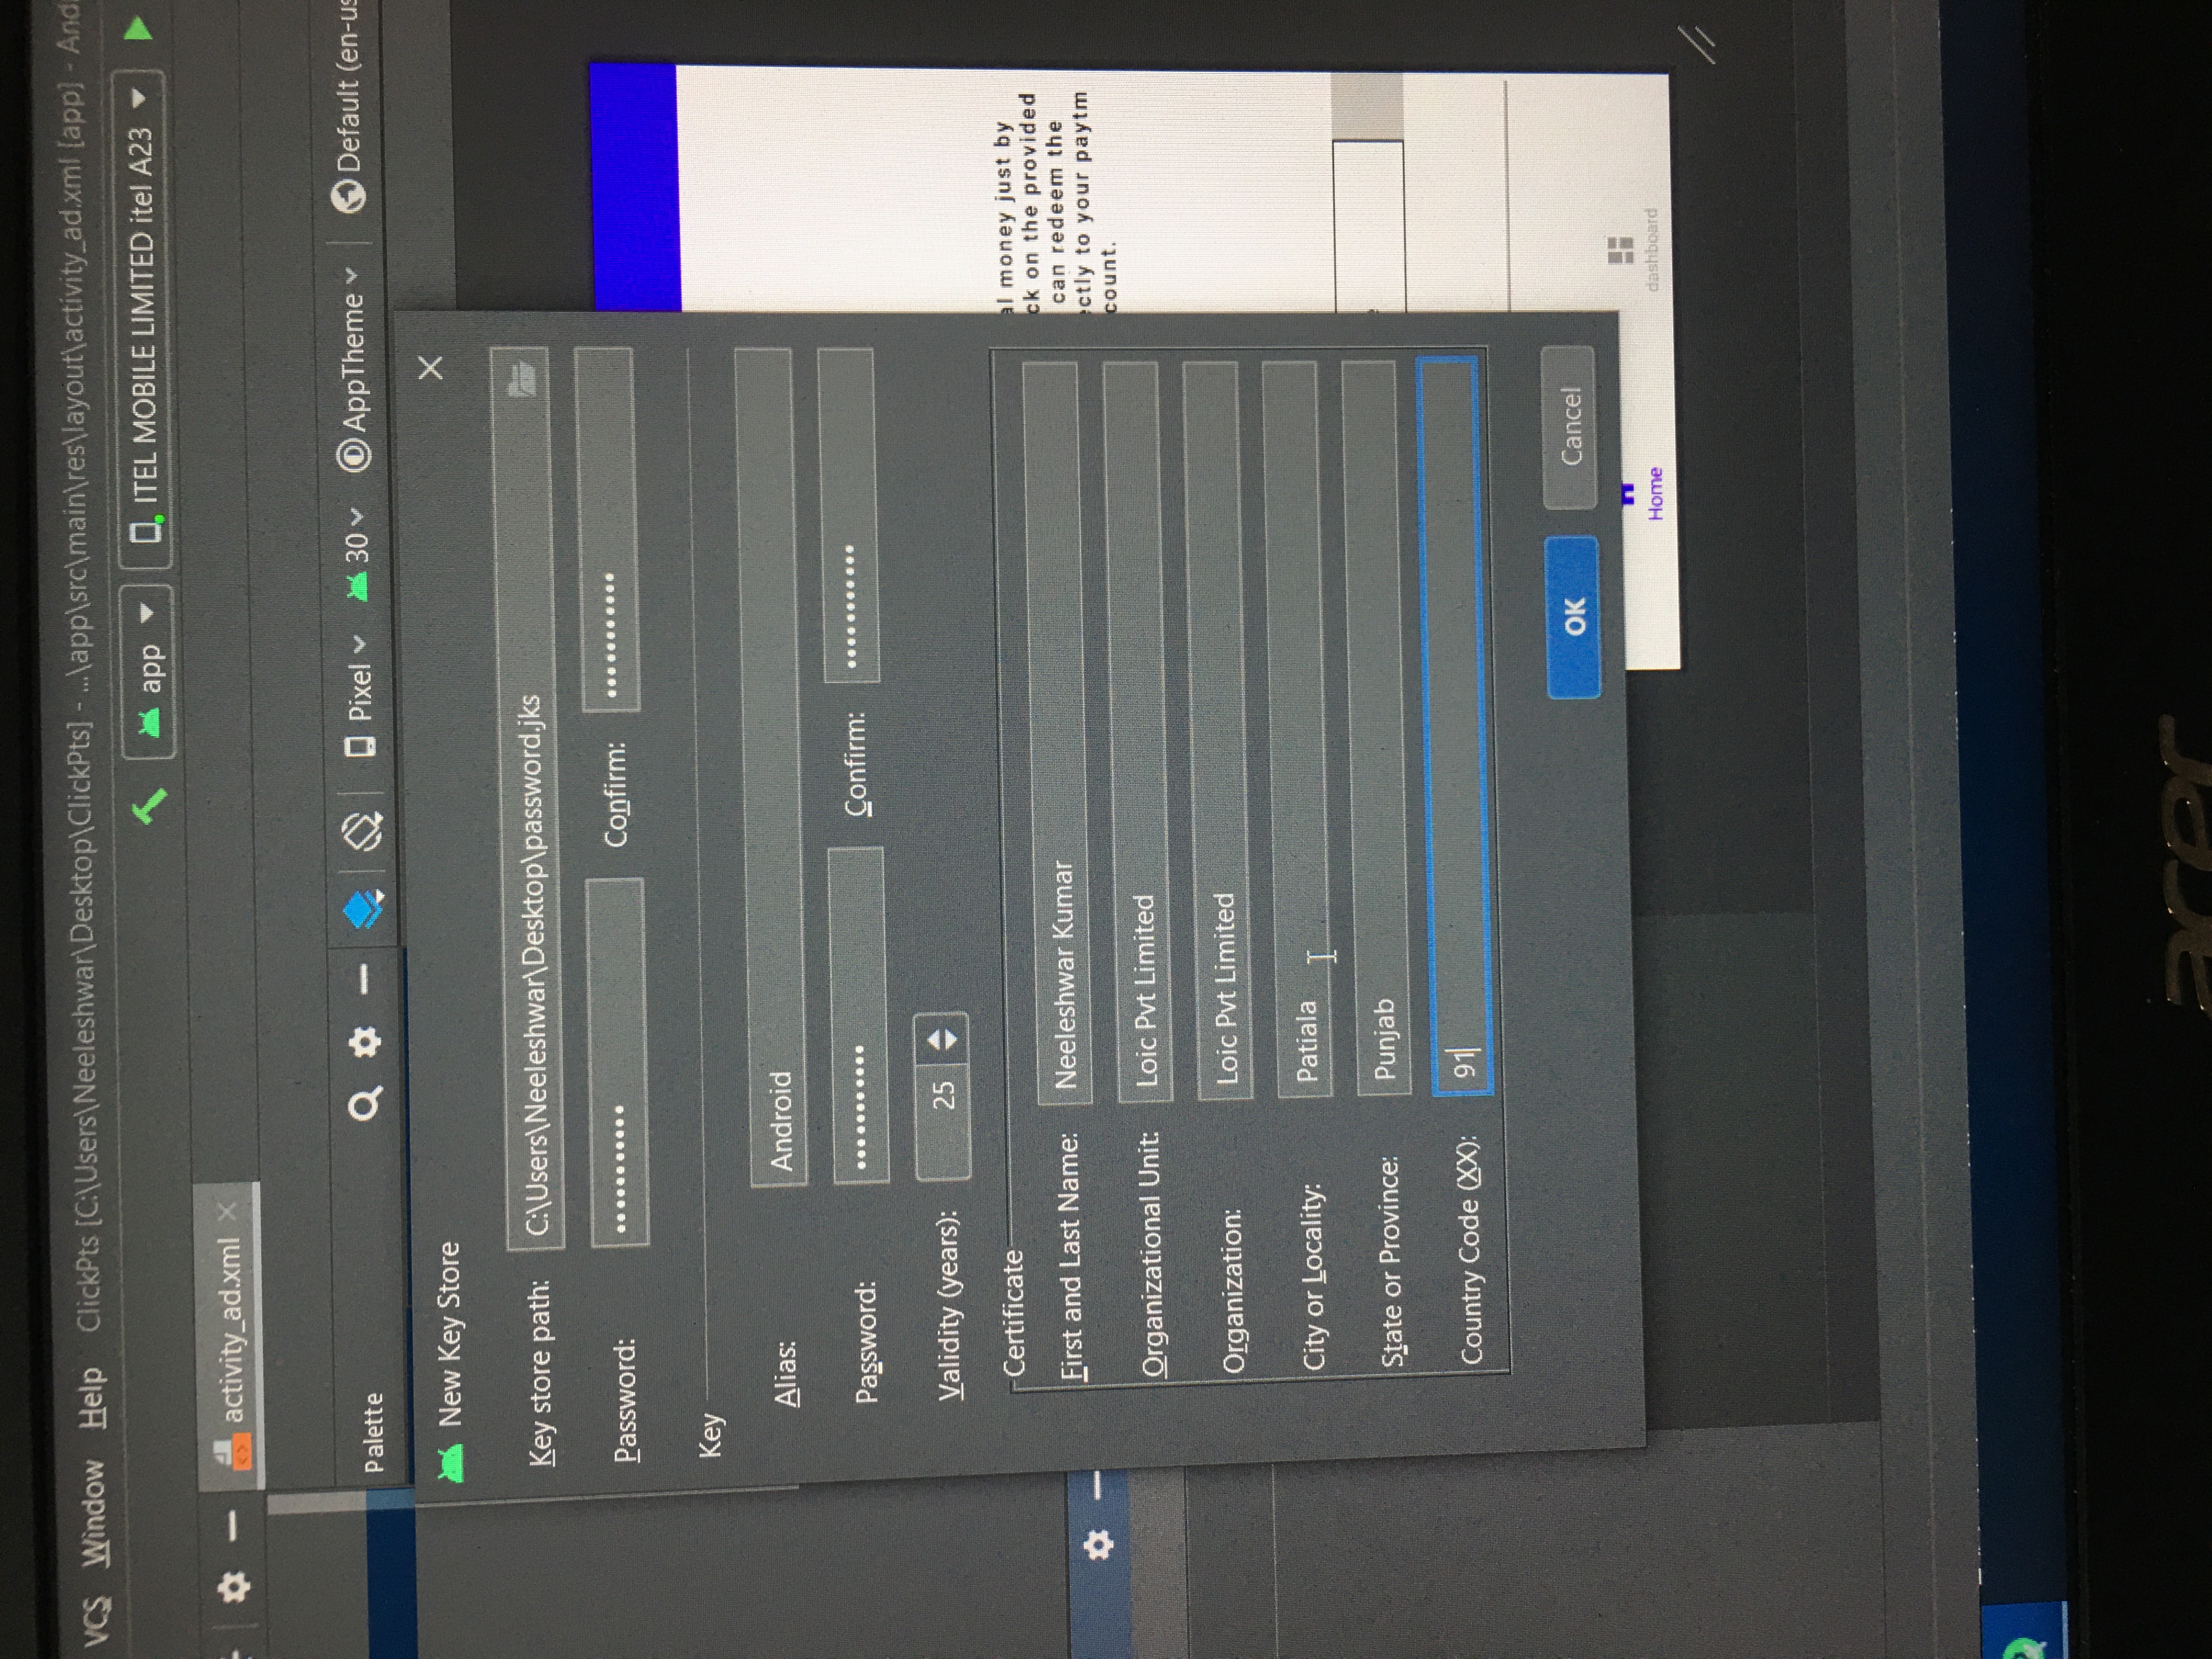 VCS Window Help ClickPts [C:\Users\Neeleshwar\Desktop\ClickPts] - ...\app\src\main\res\layout\activity_ad.xml [app] - And
app ITEL MOBILE LIMITED itel A23
activity_ad.xml
Palette Pixel 30 AppTheme Default (en-us
New Key Store
Key store path: C:\Users\Neeleshwar\Desktop\password.jks
Password: ••••••••••• Confirm: •••••••••••
Key
Alias: Android
Password: ••••••••••• Confirm: •••••••••••
Validity (years): 25
Certificate
First and Last Name: Neeleshwar Kumar
Organizational Unit: Loic Pvt Limited
Organization: Loic Pvt Limited
City or Locality: Patiala
State or Province: Punjab
Country Code (XX): 91
OK Cancel
al money just by
ck on the provided
can redeem the
ectly to your paytm
count.
Home dashboard
acer